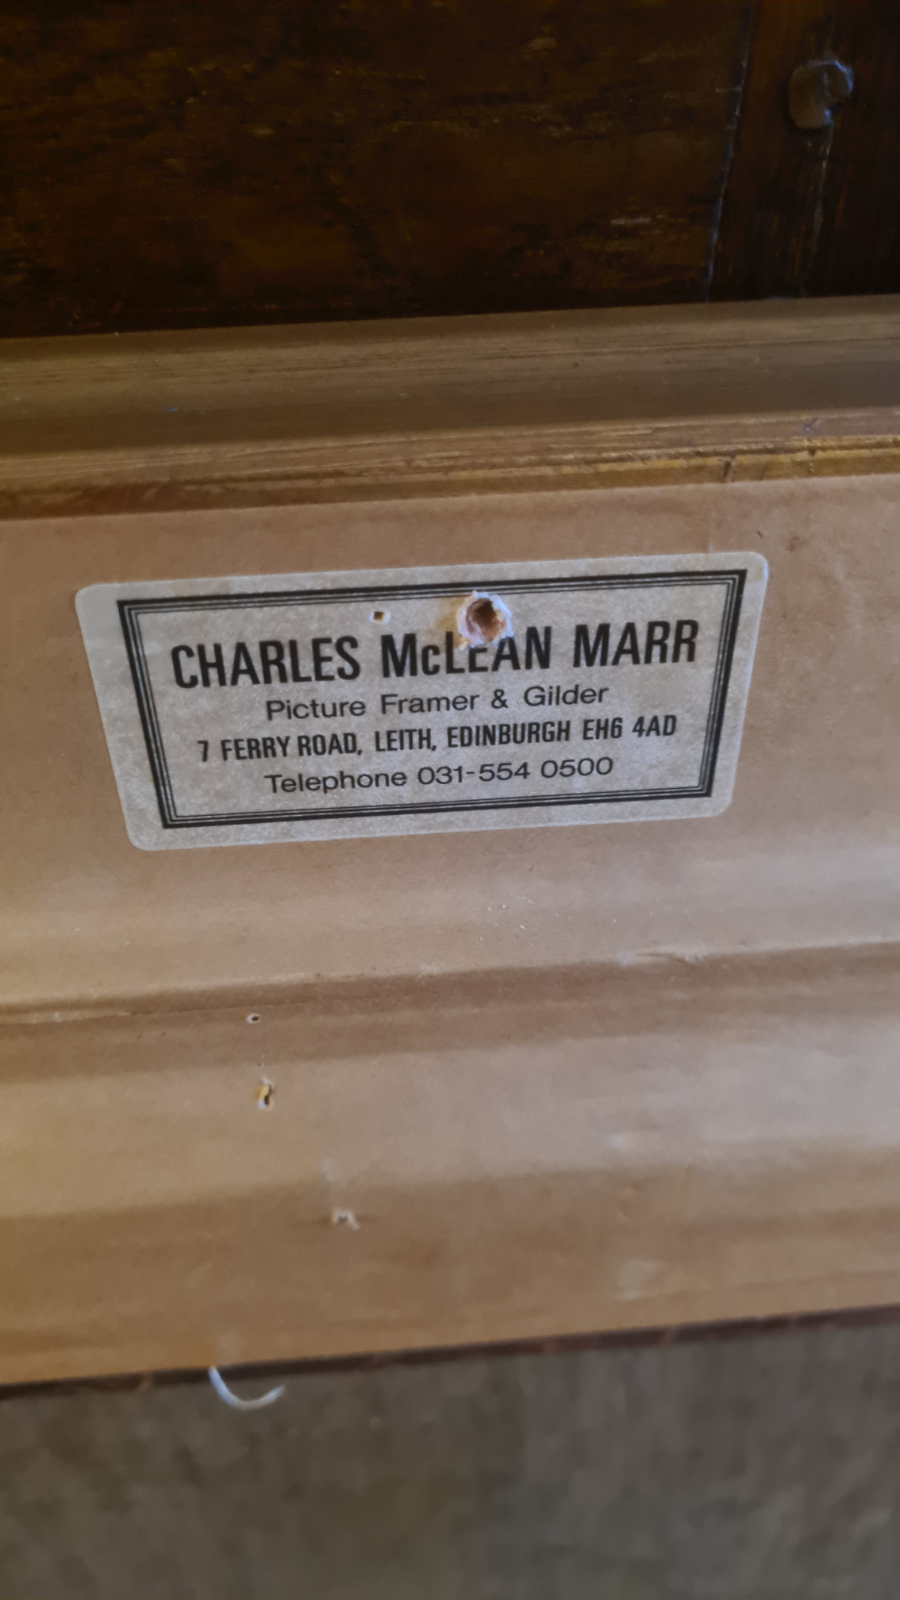 CHARLES McLEAN MARR
Picture Framer & Gilder
7 FERRY ROAD, LEITH, EDINBURGH EH6 4AD
Telephone 031-554 0500